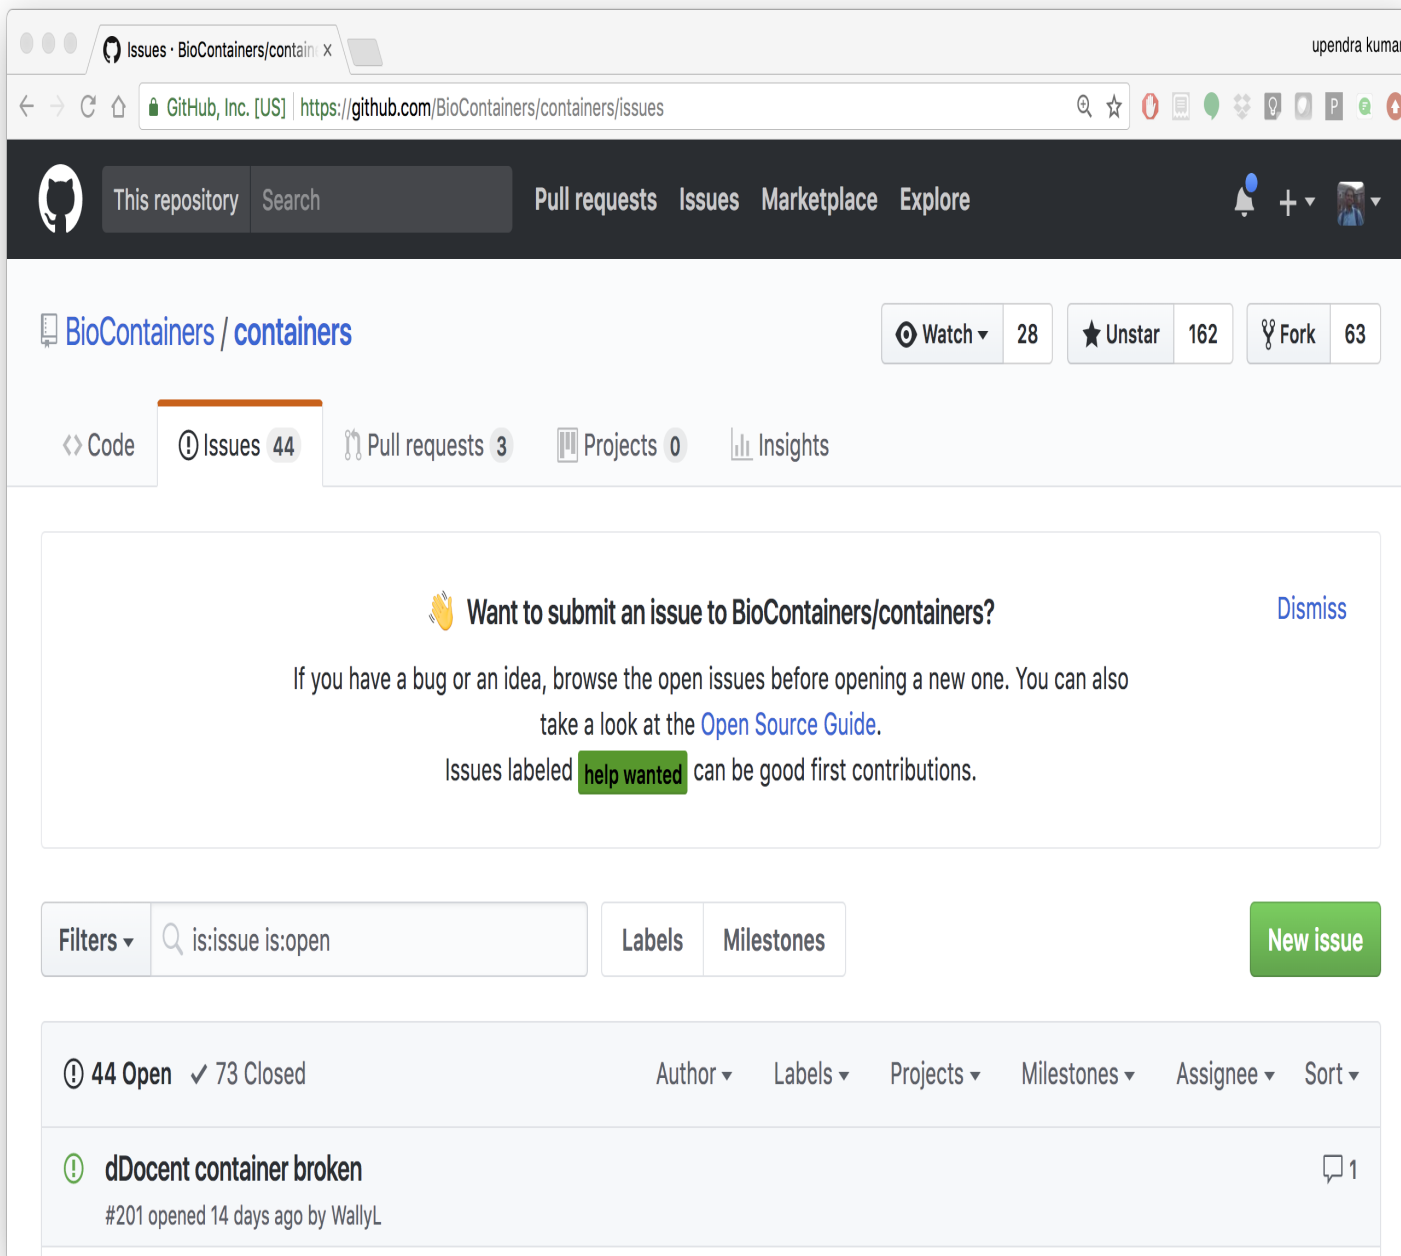 Issues · BioContainers/contain ×
upendra kumar
GitHub, Inc. [US] https://github.com/BioContainers/containers/issues
P
This repository Search Pull requests Issues Marketplace Explore
BioContainers / containers
Watch 28 Unstar 162 Fork 63
Code Issues 44 Pull requests 3 Projects 0 Insights
Want to submit an issue to BioContainers/containers?
Dismiss
If you have a bug or an idea, browse the open issues before opening a new one. You can also
take a look at the Open Source Guide.
Issues labeled help wanted can be good first contributions.
Filters is:issue is:open Labels Milestones New issue
44 Open 73 Closed Author Labels Projects Milestones Assignee Sort
dDocent container broken 1
#201 opened 14 days ago by WallyL